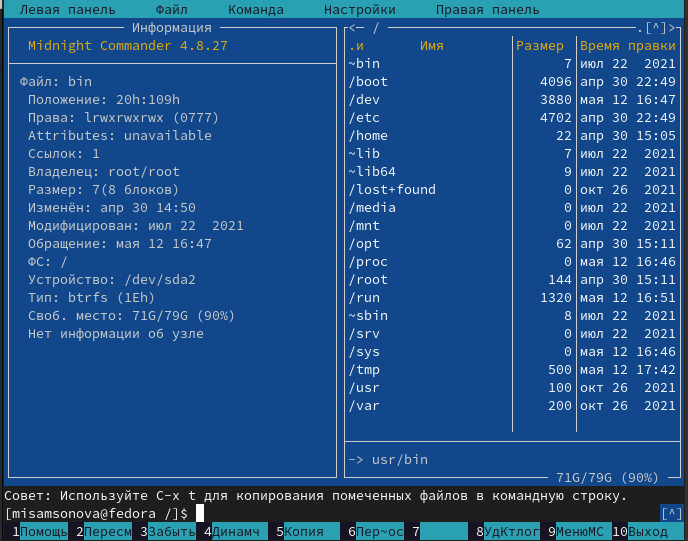 Левая панель Файл Команда Настройки Правая панель
Информация
Midnight Commander 4.8.27
Файл: bin
Положение: 20h:109h
Права: lrwxrwxrwx (0777)
Attributes: unavailable
Ссылок: 1
Владелец: root/root
Размер: 7(8 блоков)
Изменён: апр 30 14:50
Модифицирован: июл 22 2021
Обращение: мая 12 16:47
ФС: /
Устройство: /dev/sda2
Тип: btrfs (1Eh)
Своб. место: 71G/79G (90%)
Нет информации об узле
<─ / .[^]>
.и Имя Размер Время правки
~bin 7 июл 22 2021
/boot 4096 апр 30 22:49
/dev 3880 мая 12 16:47
/etc 4702 апр 30 22:49
/home 22 апр 30 15:05
~lib 7 июл 22 2021
~lib64 9 июл 22 2021
/lost+found 0 окт 26 2021
/media 0 июл 22 2021
/mnt 0 июл 22 2021
/opt 62 апр 30 15:11
/proc 0 мая 12 16:46
/root 144 апр 30 15:11
/run 1320 мая 12 16:51
~sbin 8 июл 22 2021
/srv 0 июл 22 2021
/sys 0 мая 12 16:46
/tmp 500 мая 12 17:42
/usr 100 окт 26 2021
/var 200 окт 26 2021
-> usr/bin
71G/79G (90%)
Совет: Используйте C-x t для копирования помеченных файлов в командную строку.
[misamsonova@fedora /]$ [^]
1Помощь 2Пересм 3Забыть 4Динамч 5Копия 6Пер~ос 7 8УдКтлог 9МенюМС 10Выход